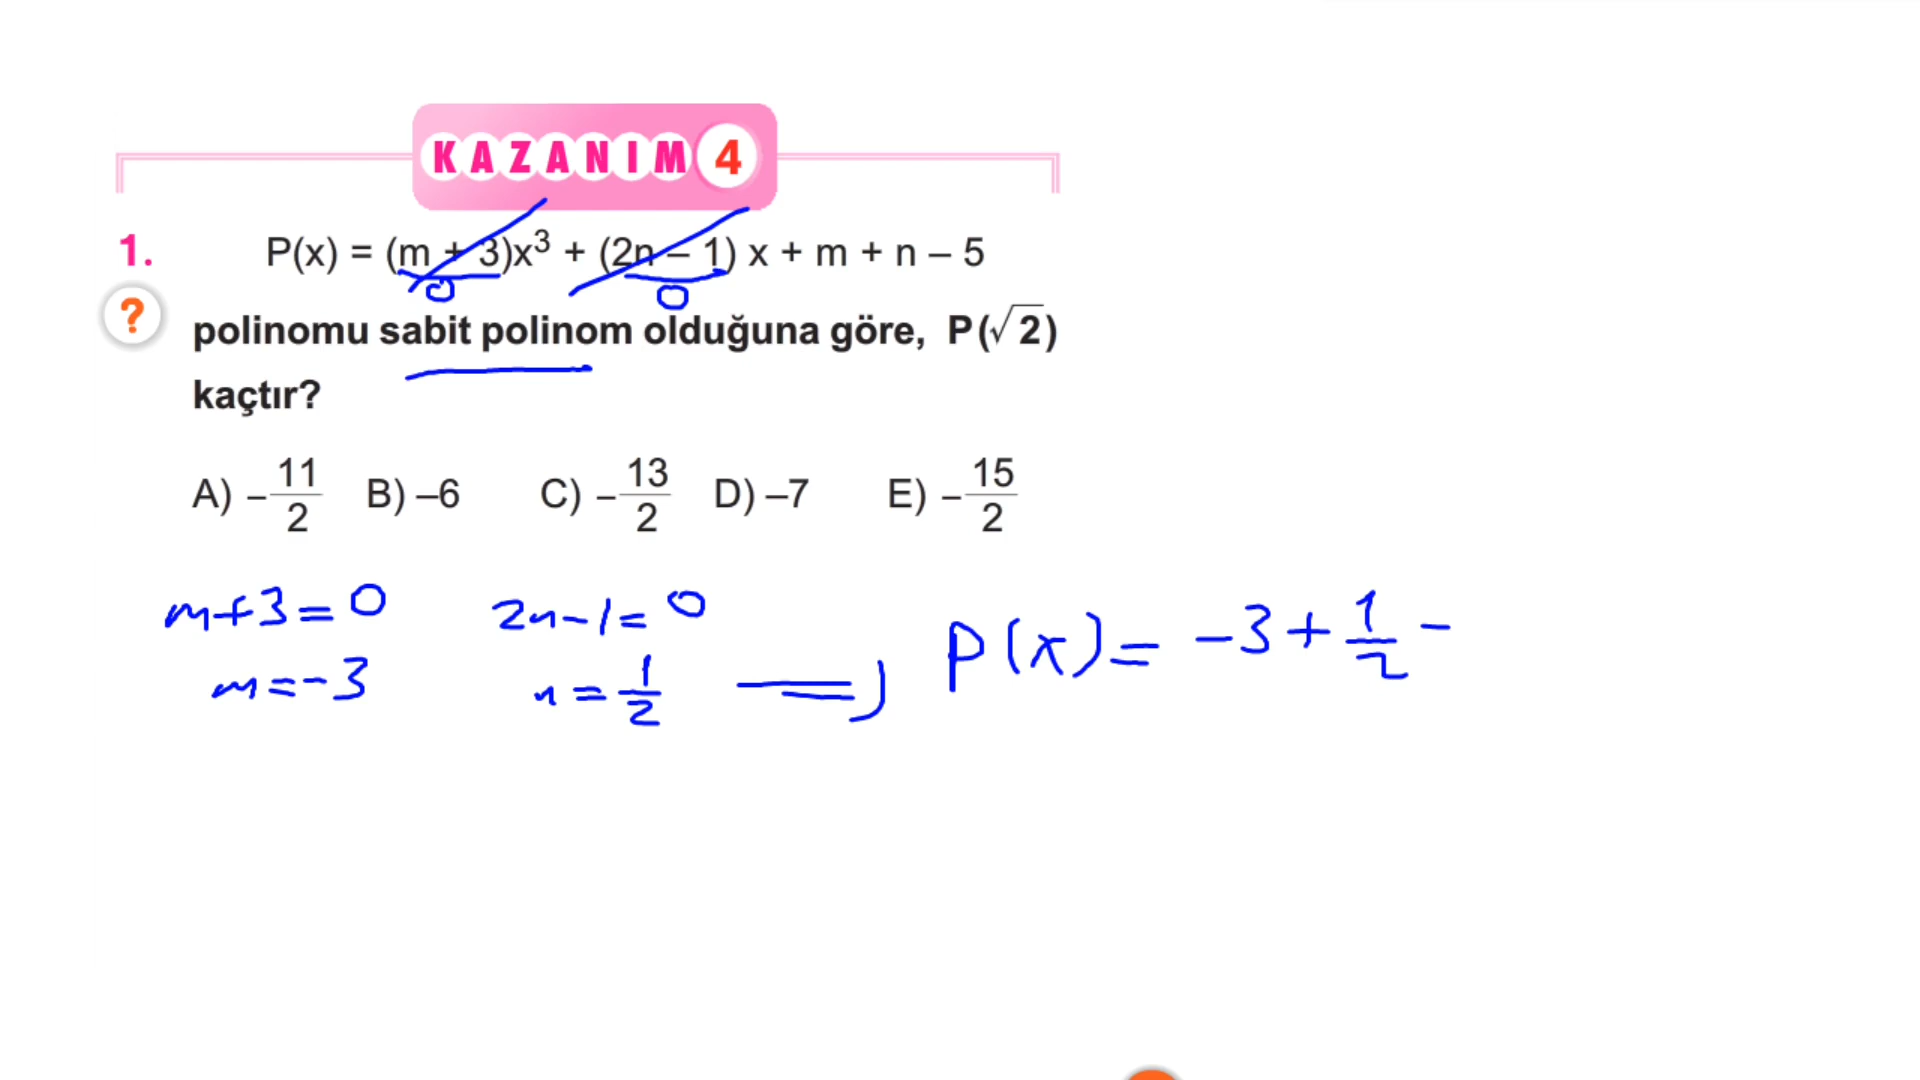 KAZANIM 4
1. P(x) = (m + 3)x³ + (2n – 1) x + m + n – 5
0 0
? polinomu sabit polinom olduğuna göre, P(√2)
kaçtır?
A) –11/2 B) –6 C) –13/2 D) –7 E) –15/2
m+3=0 2n-1=0 P(x)= -3+1/2-
m=-3 n=1/2 ⇒